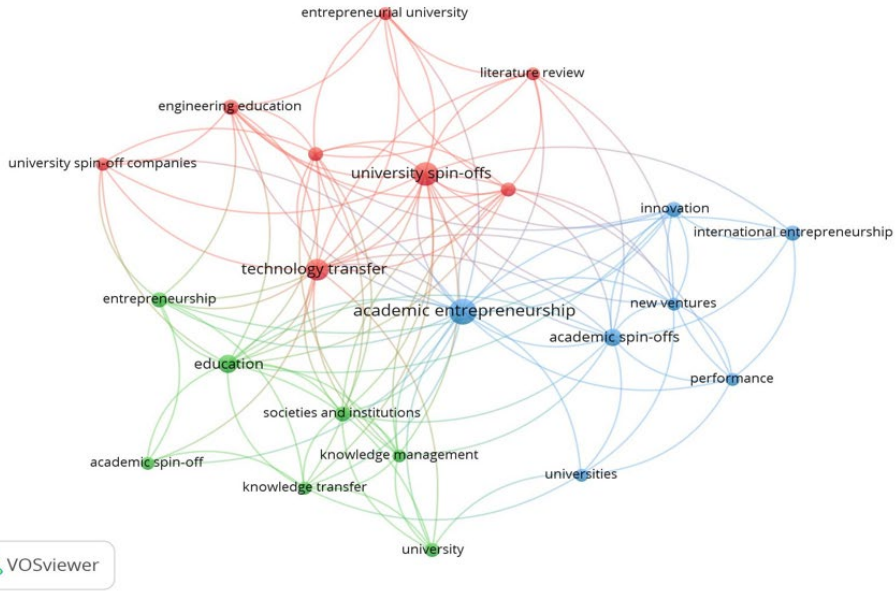 entrepreneurial university
literature review
engineering education
university spin-off companies
university spin-offs
innovation
international entrepreneurship
technology transfer
entrepreneurship
new ventures
academic entrepreneurship
academic spin-offs
education
performance
societies and institutions
knowledge management
academic spin-off
universities
knowledge transfer
university
VOSviewer